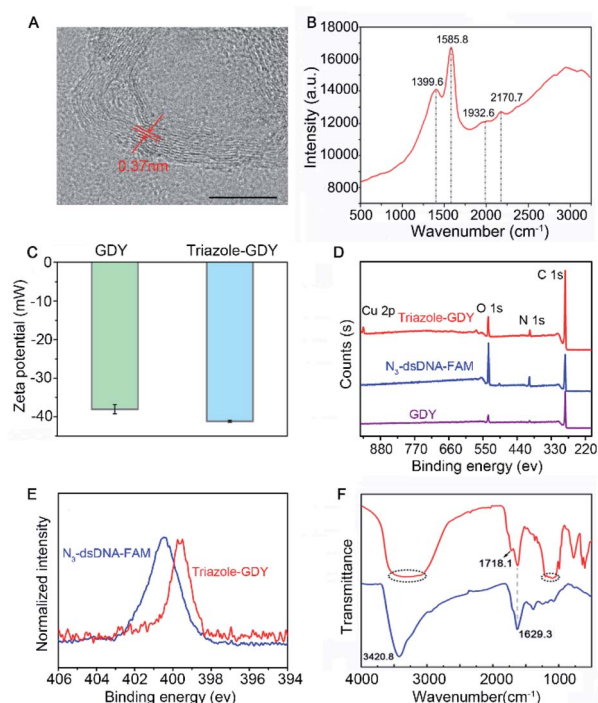 A
0.37nm
B
Intensity (a.u.)
18000
16000
14000
12000
10000
8000
1399.6
1585.8
1932.6
2170.7
500 1000 1500 2000 2500 3000
Wavenumber (cm⁻¹)
C
GDY Triazole-GDY
Zeta potential (mW)
0
-10
-20
-30
-40
D
Counts (s)
Cu 2p
O 1s
N 1s
C 1s
Triazole-GDY
N₃-dsDNA-FAM
GDY
980 770 660 550 440 330 220
Binding energy (ev)
E
Normalized intensity
N₃-dsDNA-FAM
Triazole-GDY
406 404 402 400 398 396 394
Binding energy (ev)
F
Transmittance
1718.1
1629.3
3420.8
4000 3000 2000 1000
Wavenumber(cm⁻¹)